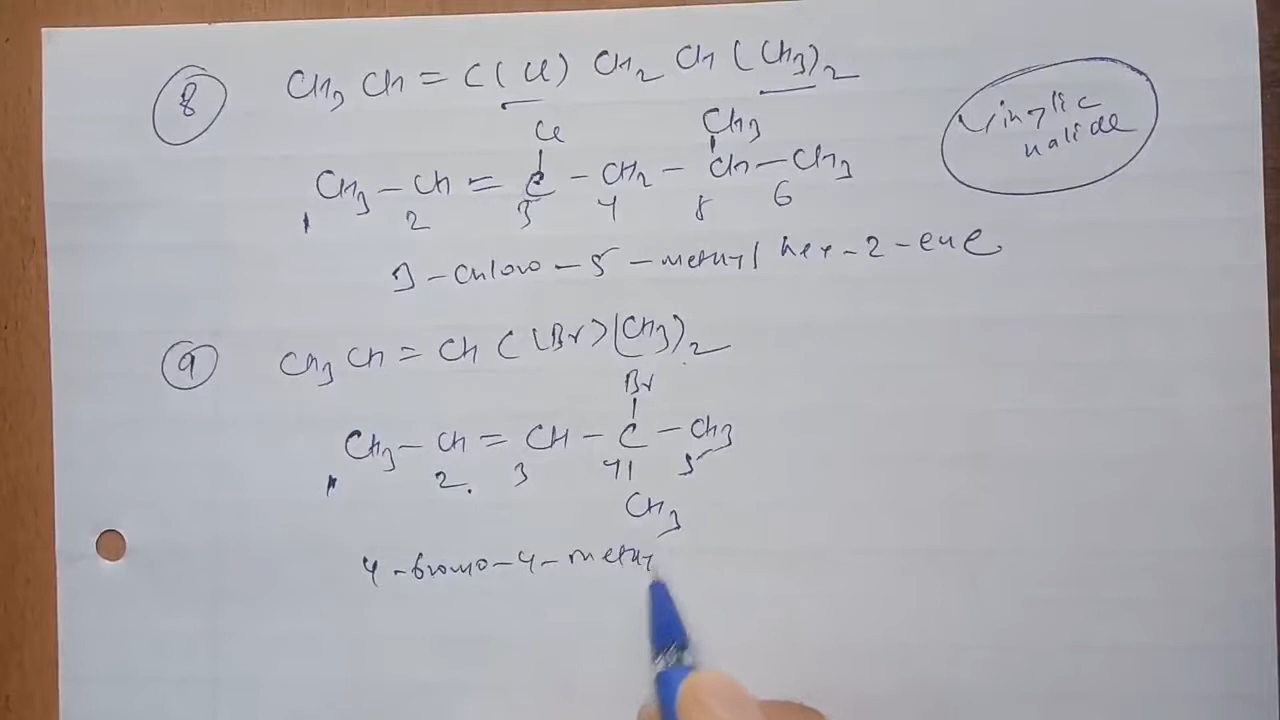 8 CH3 CH = C(Cl) CH2 CH (CH3)2
Vinylic
halide
Cl CH3
CH3 – CH = C – CH2 – CH – CH3
1 2 3 4 5 6
3 – chloro – 5 – methyl hex – 2 – ene
9 CH3 CH = CH C (Br)(CH3)2
Br
CH3 – CH = CH – C – CH3
1 2. 3 4 5
CH3
4 – bromo – 4 – methy